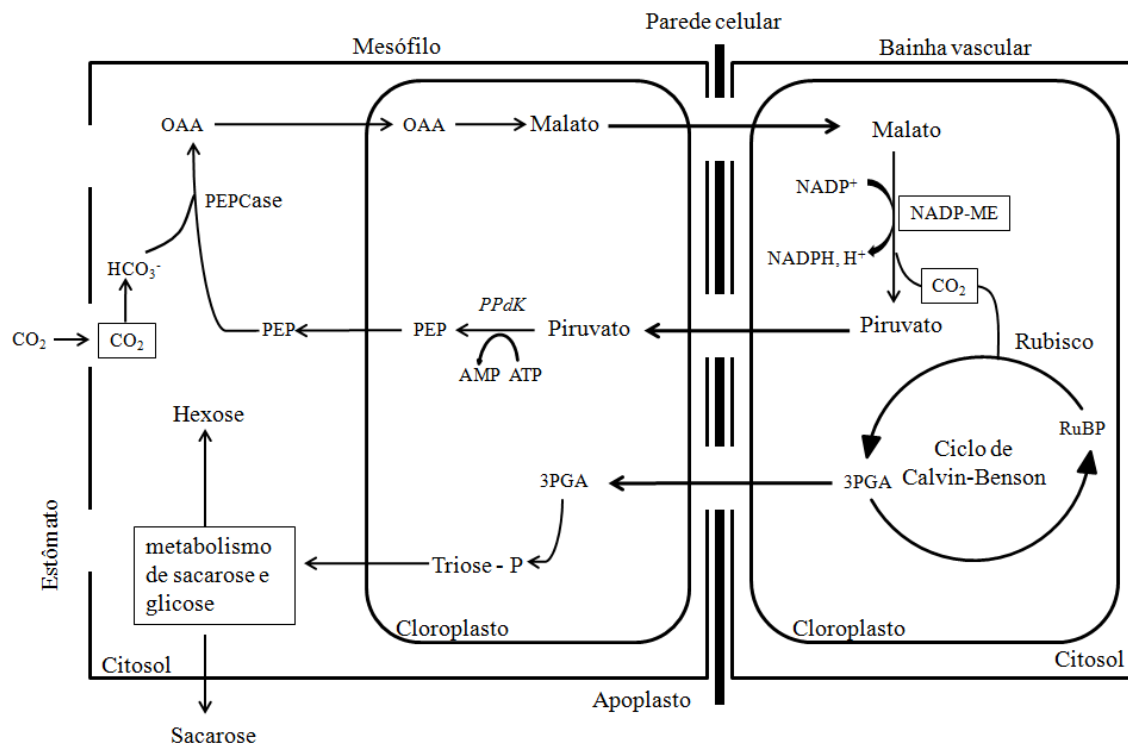 Parede celular
Mesófilo
Bainha vascular
OAA
OAA
Malato
Malato
PEPCase
NADP⁺
NADP-ME
HCO₃⁻
NADPH, H⁺
CO₂
PPdK
CO₂
CO₂
PEP
PEP
Piruvato
Piruvato
Rubisco
AMP
ATP
Hexose
RuBP
Ciclo de
Calvin-Benson
3PGA
3PGA
Estômato
metabolismo
de sacarose e
glicose
Triose - P
Cloroplasto
Cloroplasto
Citosol
Citosol
Apoplasto
Sacarose